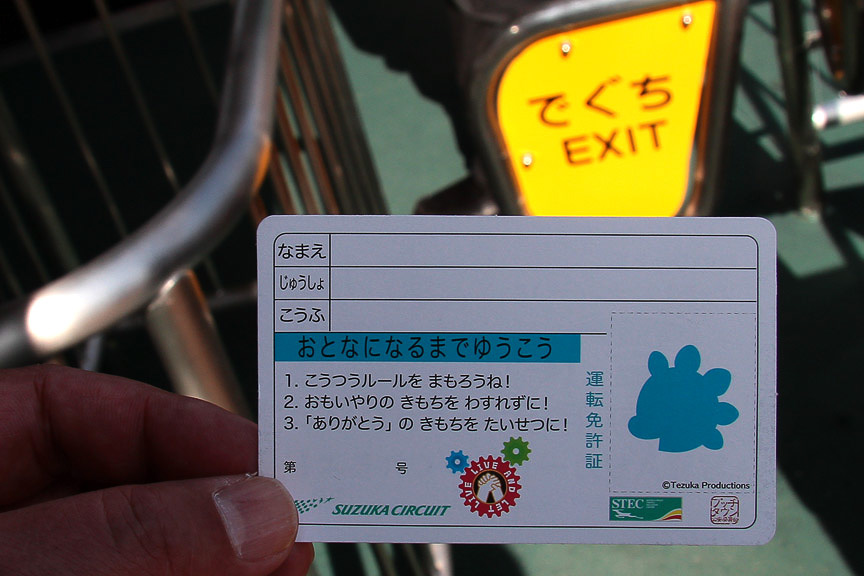 でぐち
EXIT
なまえ
じゅうしょ
こうふ
おとなになるまでゆうこう
1. こうつうルールを まもろうね!
2. おもいやりの きもちを わすれずに!
3.「ありがとう」の きもちを たいせつに!
第 号
運転免許証
LIVE AND LET LIVE
©Tezuka Productions
SUZUKA CIRCUIT
STEC